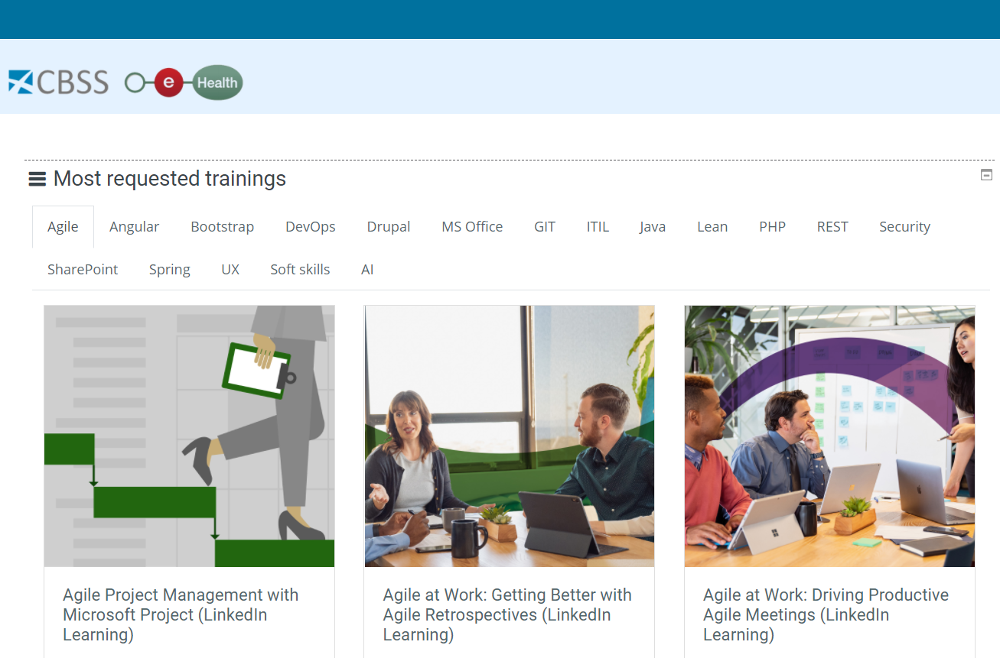 CBSS
e Health
Most requested trainings
Agile Angular Bootstrap DevOps Drupal MS Office GIT ITIL Java Lean PHP REST Security
SharePoint Spring UX Soft skills AI
Agile Project Management with
Microsoft Project (LinkedIn
Learning)
Agile at Work: Getting Better with
Agile Retrospectives (LinkedIn
Learning)
Agile at Work: Driving Productive
Agile Meetings (LinkedIn
Learning)